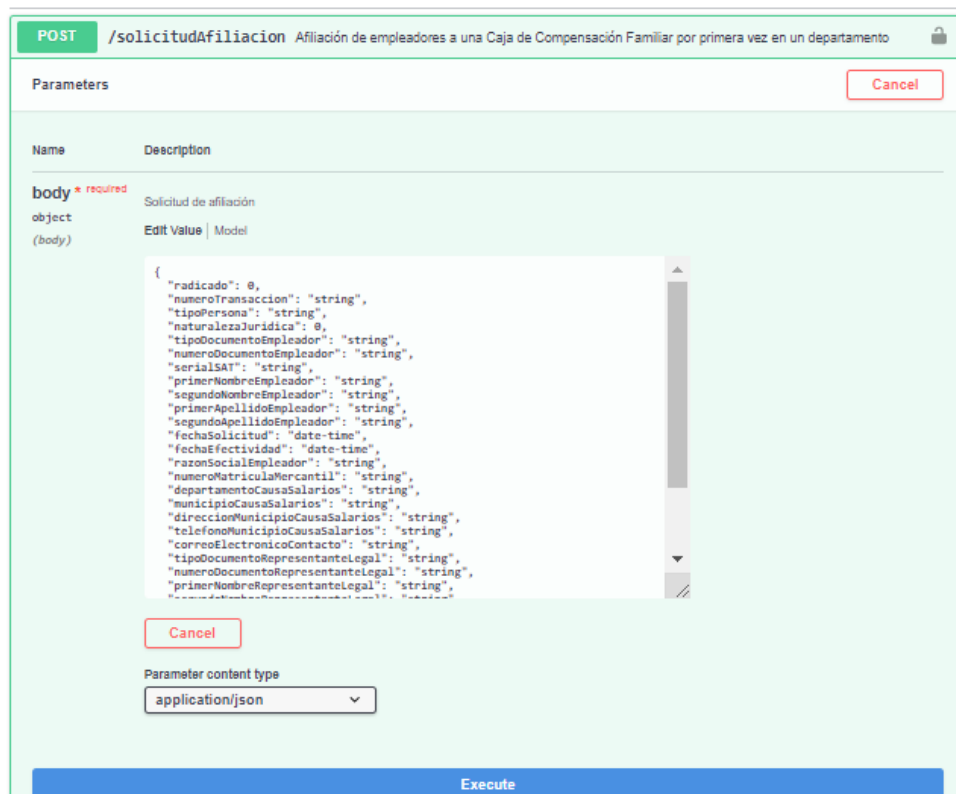 POST /solicitudAfiliacion Afiliación de empleadores a una Caja de Compensación Familiar por primera vez en un departamento
Parameters Cancel
Name Description
body * required
object
(body)
Solicitud de afiliación
Edit Value | Model
{
"radicado": 0,
"numeroTransaccion": "string",
"tipoPersona": "string",
"naturalezaJuridica": 0,
"tipoDocumentoEmpleador": "string",
"numeroDocumentoEmpleador": "string",
"serialSAT": "string",
"primerNombreEmpleador": "string",
"segundoNombreEmpleador": "string",
"primerApellidoEmpleador": "string",
"segundoApellidoEmpleador": "string",
"fechaSolicitud": "date-time",
"fechaEfectividad": "date-time",
"razonSocialEmpleador": "string",
"numeroMatriculaMercantil": "string",
"departamentoCausaSalarios": "string",
"municipioCausaSalarios": "string",
"direccionMunicipioCausaSalarios": "string",
"telefonoMunicipioCausaSalarios": "string",
"correoElectronicoContacto": "string",
"tipoDocumentoRepresentanteLegal": "string",
"numeroDocumentoRepresentanteLegal": "string",
"primerNombreRepresentanteLegal": "string",
Cancel
Parameter content type
application/json
Execute